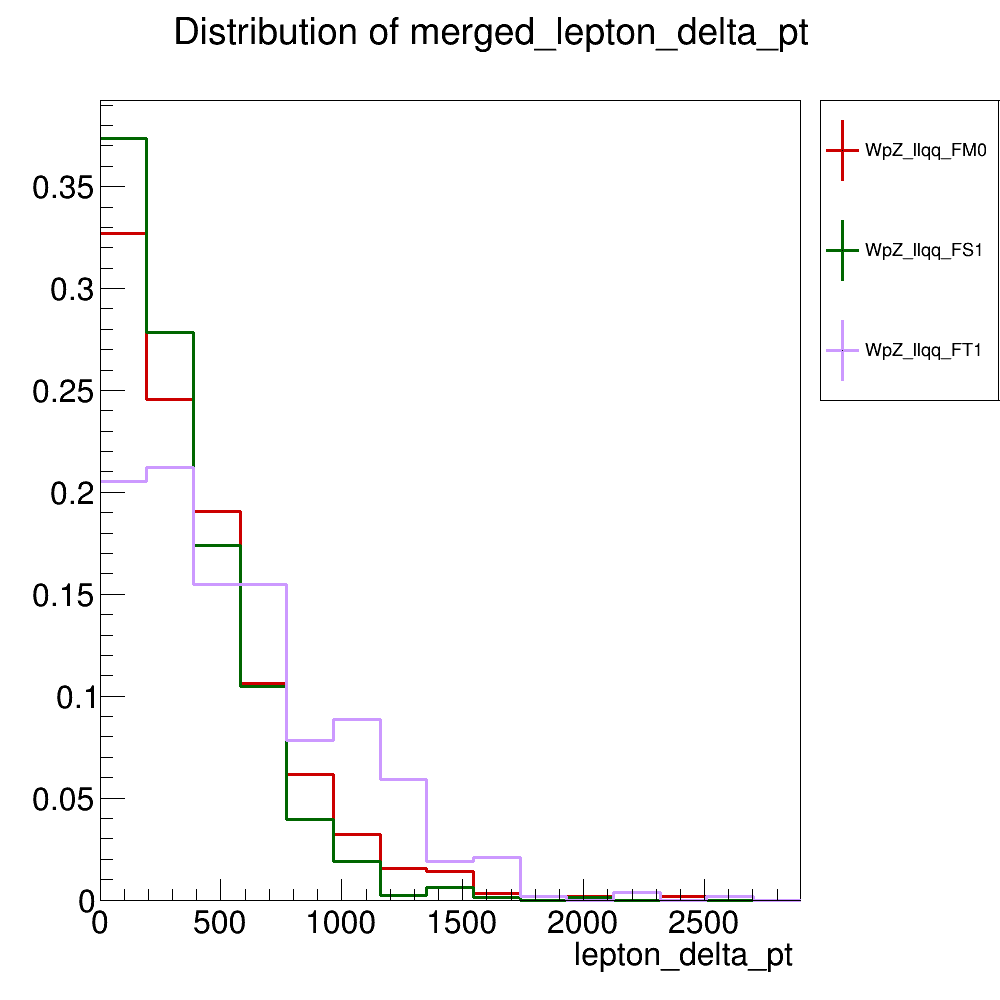 Distribution of merged_lepton_delta_pt
WpZ_llqq_FM0
WpZ_llqq_FS1
WpZ_llqq_FT1
0.35
0.3
0.25
0.2
0.15
0.1
0.05
0
0 500 1000 1500 2000 2500
lepton_delta_pt